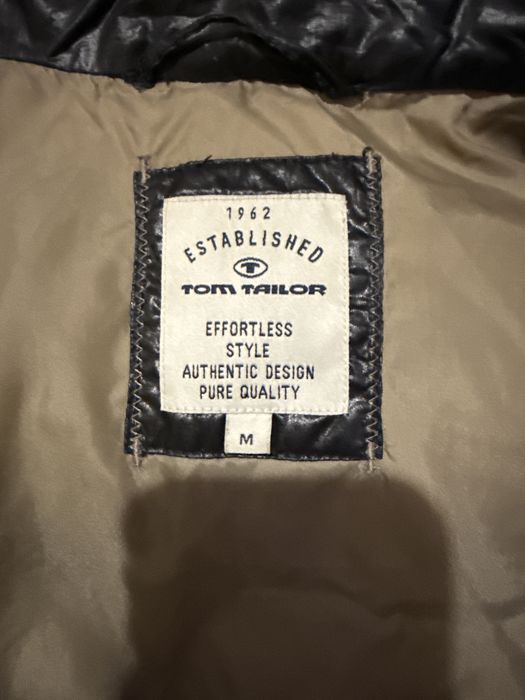 1962
ESTABLISHED
TOM TAILOR
EFFORTLESS
STYLE
AUTHENTIC DESIGN
PURE QUALITY
M